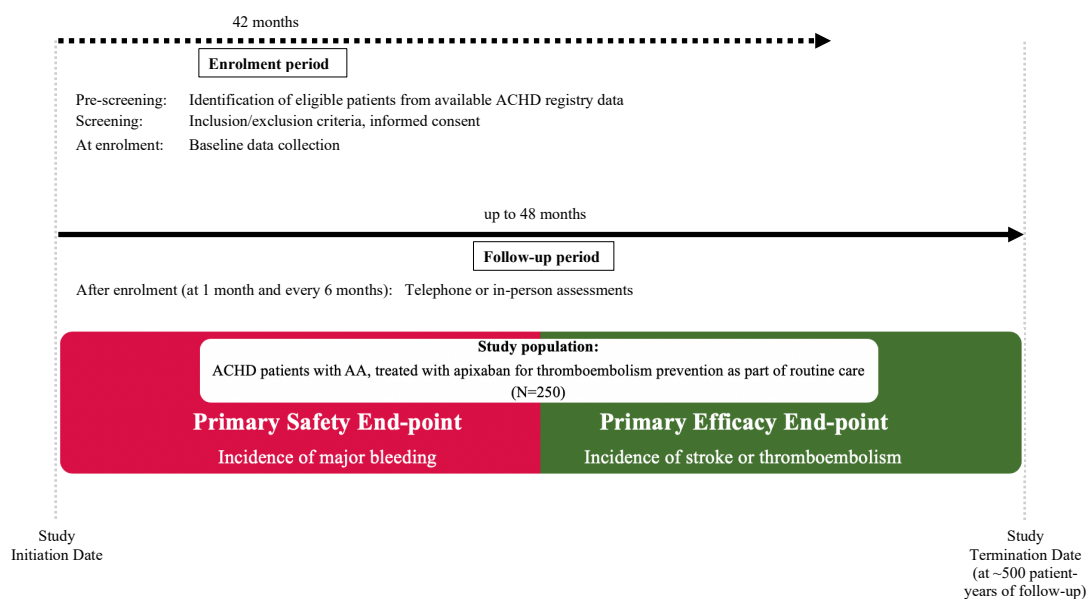 42 months
Enrolment period
Pre-screening: Identification of eligible patients from available ACHD registry data
Screening: Inclusion/exclusion criteria, informed consent
At enrolment: Baseline data collection
up to 48 months
Follow-up period
After enrolment (at 1 month and every 6 months): Telephone or in-person assessments
Study population:
ACHD patients with AA, treated with apixaban for thromboembolism prevention as part of routine care
(N=250)
Primary Safety End-point
Incidence of major bleeding
Primary Efficacy End-point
Incidence of stroke or thromboembolism
Study
Initiation Date
Study
Termination Date
(at ~500 patient-
years of follow-up)